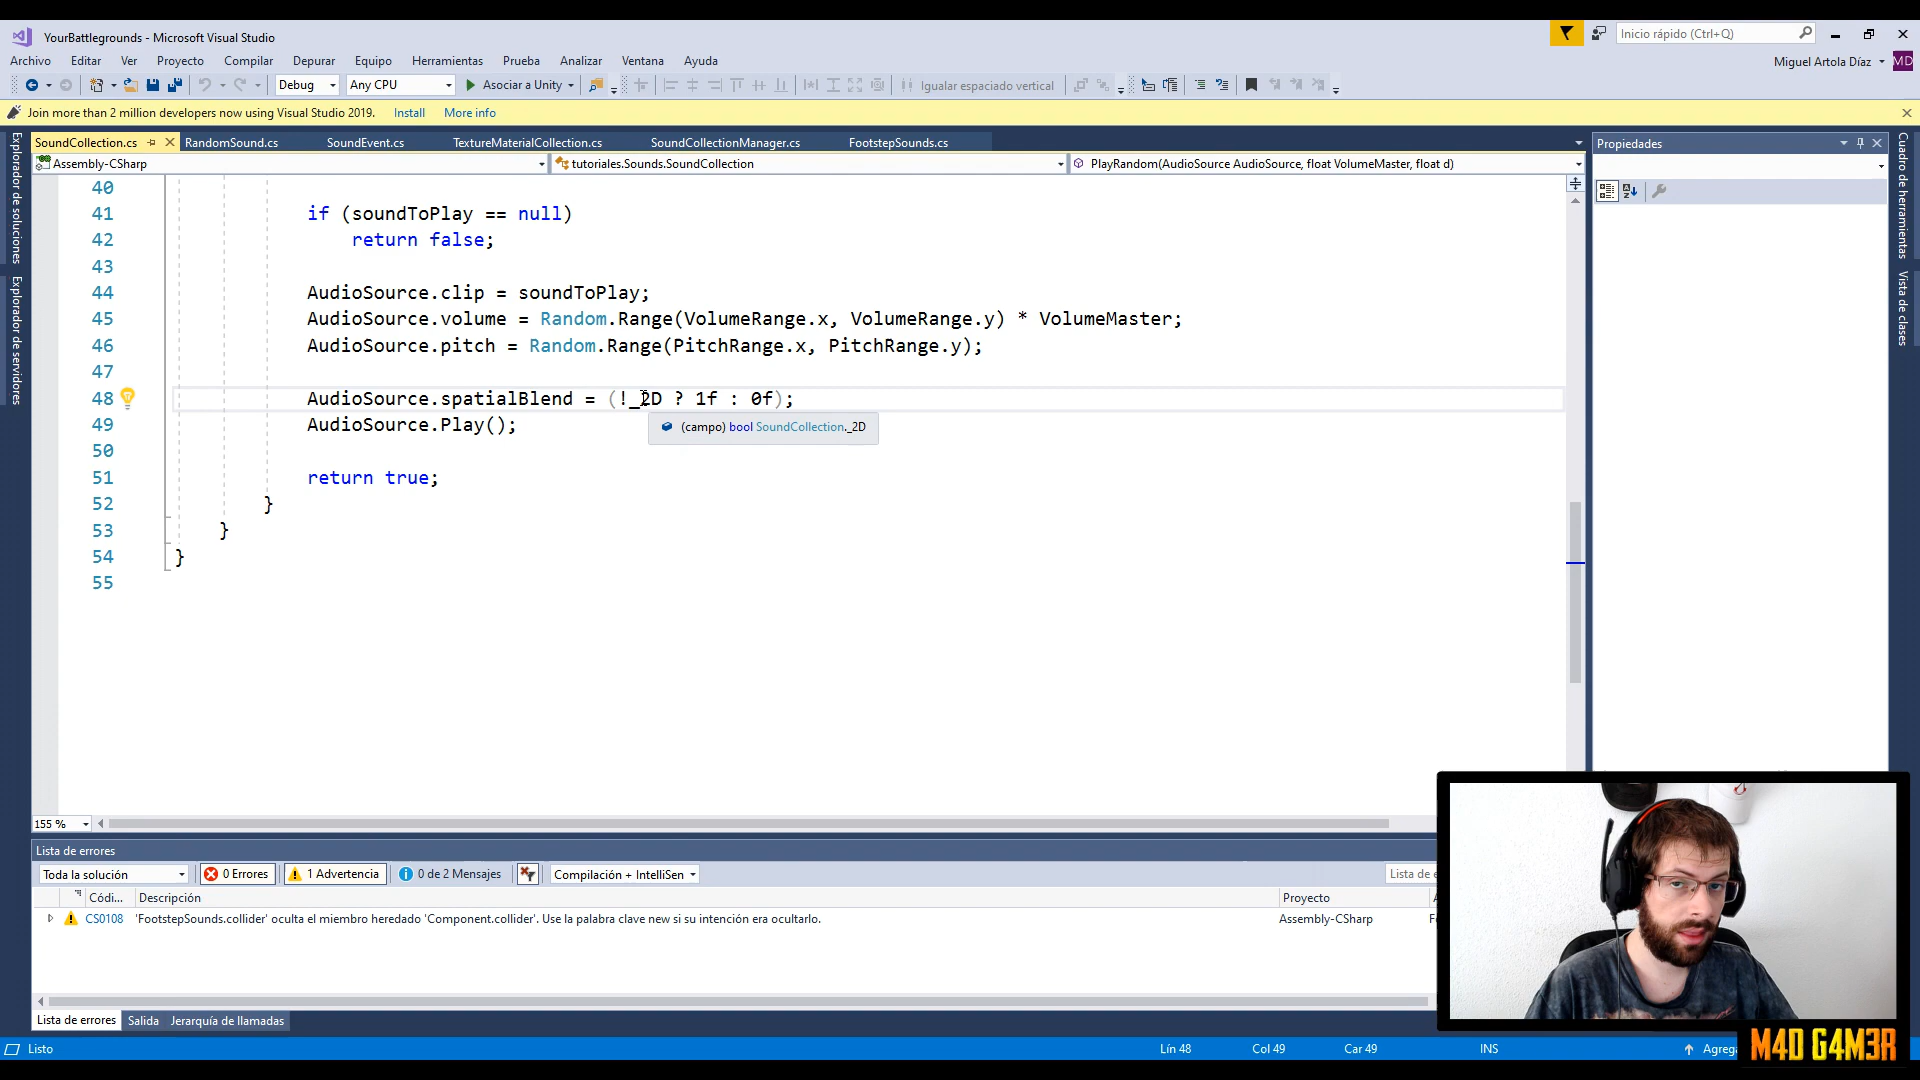 YourBattlegrounds - Microsoft Visual Studio
Inicio rápido (Ctrl+Q)
Archivo Editar Ver Proyecto Compilar Depurar Equipo Herramientas Prueba Analizar Ventana Ayuda
Miguel Artola Díaz MD
Debug Any CPU Asociar a Unity Igualar espaciado vertical
Join more than 2 million developers now using Visual Studio 2019. Install More info
SoundCollection.cs RandomSound.cs SoundEvent.cs TextureMaterialCollection.cs SoundCollectionManager.cs FootstepSounds.cs
Propiedades
Assembly-CSharp tutoriales.Sounds.SoundCollection PlayRandom(AudioSource AudioSource, float VolumeMaster, float d)
Explorador de soluciones
Explorador de servidores
Cuadro de herramientas
Vista de clases
40
41 if (soundToPlay == null)
42 return false;
43
44 AudioSource.clip = soundToPlay;
45 AudioSource.volume = Random.Range(VolumeRange.x, VolumeRange.y) * VolumeMaster;
46 AudioSource.pitch = Random.Range(PitchRange.x, PitchRange.y);
47
48 AudioSource.spatialBlend = (!_2D ? 1f : 0f);
49 AudioSource.Play();
(campo) bool SoundCollection._2D
50
51 return true;
52 }
53 }
54 }
55
155 %
Lista de errores
Toda la solución 0 Errores 1 Advertencia 0 de 2 Mensajes Compilación + IntelliSen Lista de e
Códi... Descripción Proyecto
CS0108 'FootstepSounds.collider' oculta el miembro heredado 'Component.collider'. Use la palabra clave new si su intención era ocultarlo. Assembly-CSharp
Lista de errores Salida Jerarquía de llamadas
Listo Lín 48 Col 49 Car 49 INS Agrega
M4D G4M3R